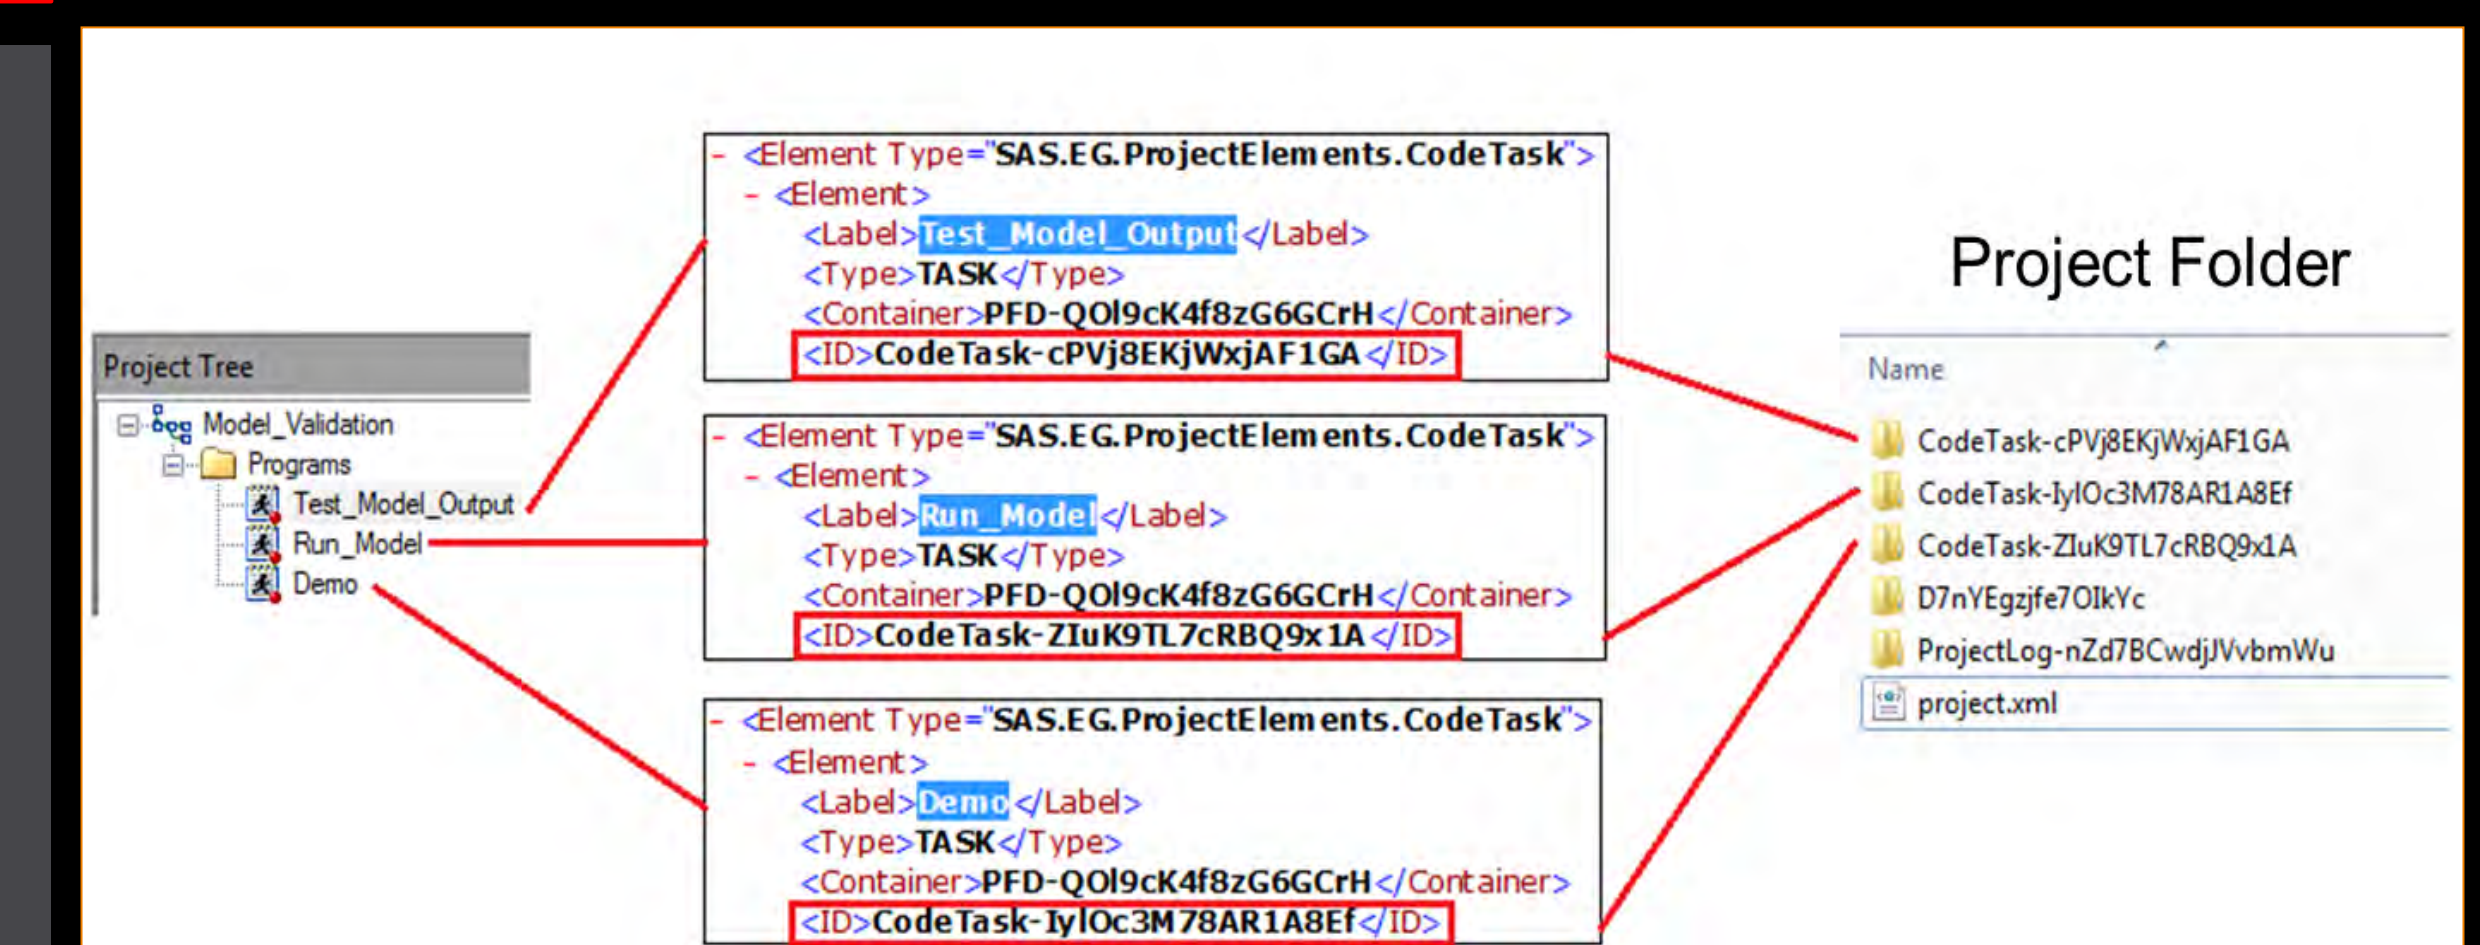 Project Tree
Model_Validation
Programs
Test_Model_Output
Run_Model
Demo
- <Element Type="SAS.EG.ProjectElements.CodeTask">
- <Element>
<Label>Test_Model_Output</Label>
<Type>TASK</Type>
<Container>PFD-QOl9cK4f8zG6GCrH</Container>
<ID>CodeTask-cPVj8EKjWxjAF1GA</ID>
- <Element Type="SAS.EG.ProjectElements.CodeTask">
- <Element>
<Label>Run_Model</Label>
<Type>TASK</Type>
<Container>PFD-QOl9cK4f8zG6GCrH</Container>
<ID>CodeTask-ZIuK9TL7cRBQ9x1A</ID>
- <Element Type="SAS.EG.ProjectElements.CodeTask">
- <Element>
<Label>Demo</Label>
<Type>TASK</Type>
<Container>PFD-QOl9cK4f8zG6GCrH</Container>
<ID>CodeTask-IylOc3M78AR1A8Ef</ID>
Project Folder
Name
CodeTask-cPVj8EKjWxjAF1GA
CodeTask-IylOc3M78AR1A8Ef
CodeTask-ZIuK9TL7cRBQ9x1A
D7nYEgzjfe7OIkYc
ProjectLog-nZd7BCwdjJVvbmWu
project.xml